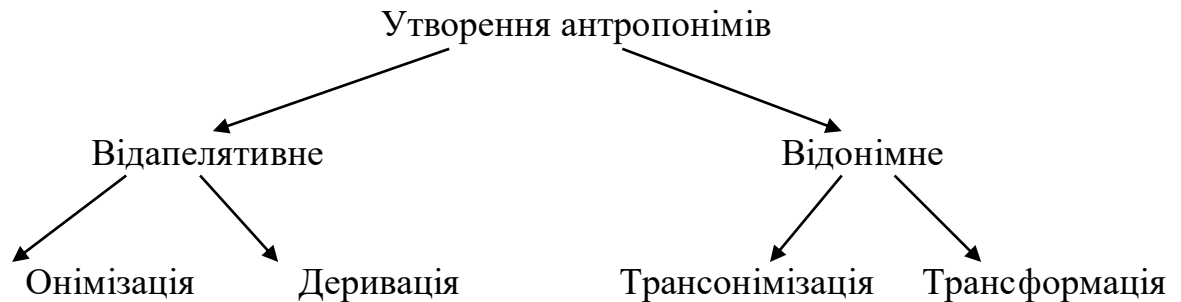 Утворення антропонімів
Відапелятивне Відонімне
Онімізація Деривація Трансонімізація Трансформація